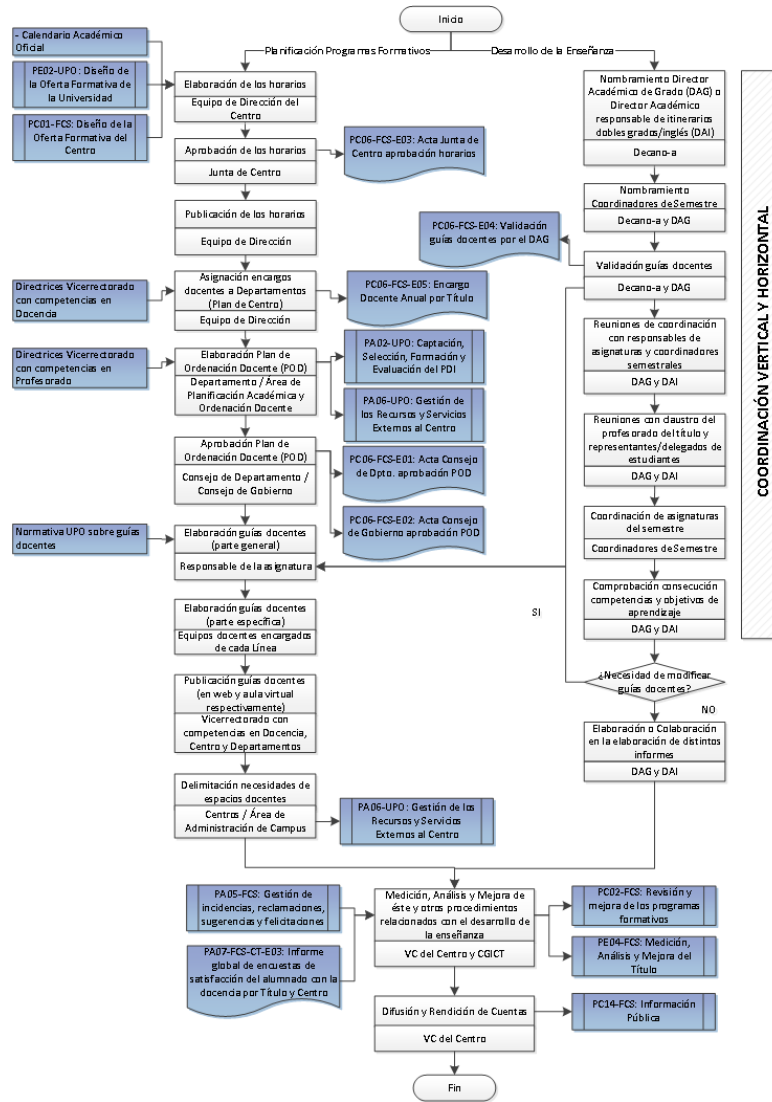 Inicio
Planificación Programas Formativos
Desarrollo de la Enseñanza
- Calendario Académico
Oficial
PE02-UPO: Diseño de
la Oferta Formativa de
la Universidad
PC01-FCS: Diseño de la
Oferta Formativa del
Centro
Elaboración de los horarios
Equipo de Dirección del
Centro
Aprobación de los horarios
Junta de Centro
PC06-FCS-E03: Acta Junta de
Centro aprobación horarios
Publicación de los horarios
Equipo de Dirección
Directrices Vicerrectorado
con competencias en
Docencia
Asignación encargos
docentes a Departamentos
(Plan de Centro)
Equipo de Dirección
PC06-FCS-E05: Encargo
Docente Anual por Título
Directrices Vicerrectorado
con competencias en
Profesorado
Elaboración Plan de
Ordenación Docente (POD)
Departamento / Área de
Planificación Académica y
Ordenación Docente
PA02-UPO: Captación,
Selección, Formación y
Evaluación del PDI
PA06-UPO: Gestión de
los Recursos y Servicios
Externos al Centro
Aprobación Plan de
Ordenación Docente (POD)
Consejo de Departamento /
Consejo de Gobierno
PC06-FCS-E01: Acta Consejo
de Dpto. aprobación POD
PC06-FCS-E02: Acta Consejo
de Gobierno aprobación POD
Normativa UPO sobre guías
docentes
Elaboración guías docentes
(parte general)
Responsable de la asignatura
Elaboración guías docentes
(parte específica)
Equipos docentes encargados
de cada Línea
Publicación guías docentes
(en web y aula virtual
respectivamente)
Vicerrectorado con
competencias en Docencia,
Centro y Departamentos
Delimitación necesidades de
espacios docentes
Centros / Área de
Administración de Campus
PA06-UPO: Gestión de los
Recursos y Servicios
Externos al Centro
Nombramiento Director
Académico de Grado (DAG) o
Director Académico
responsable de itinerarios
dobles grados/inglés (DAI)
Decano-a
Nombramiento
Coordinadores de Semestre
Decano-a y DAG
PC06-FCS-E04: Validación
guías docentes por el DAG
Validación guías docentes
Decano-a y DAG
Reuniones de coordinación
con responsables de
asignaturas y coordinadores
semestrales
DAG y DAI
Reuniones con claustro del
profesorado del título y
representantes/delegados de
estudiantes
DAG y DAI
Coordinación de asignaturas
del semestre
Coordinadores de Semestre
Comprobación consecución
competencias y objetivos de
aprendizaje
DAG y DAI
SI
¿Necesidad de modificar
guías docentes?
NO
Elaboración o Colaboración
en la elaboración de distintos
informes
DAG y DAI
COORDINACIÓN VERTICAL Y HORIZONTAL
PA05-FCS: Gestión de
incidencias, reclamaciones,
sugerencias y felicitaciones
PA07-FCS-CT-E03: Informe
global de encuestas de
satisfacción del alumnado con la
docencia por Título y Centro
Medición, Análisis y Mejora de
éste y otros procedimientos
relacionados con el desarrollo de
la enseñanza
VC del Centro y CGICT
PC02-FCS: Revisión y
mejora de los programas
formativos
PE04-FCS: Medición,
Análisis y Mejora del
Título
Difusión y Rendición de Cuentas
VC del Centro
PC14-FCS: Información
Pública
Fin